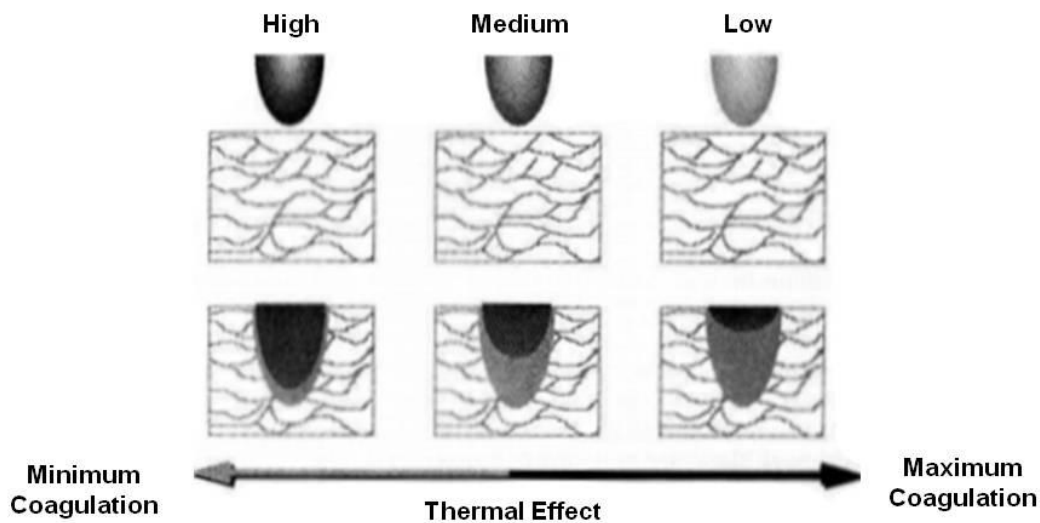 High Medium Low
Minimum
Coagulation
Thermal Effect
Maximum
Coagulation